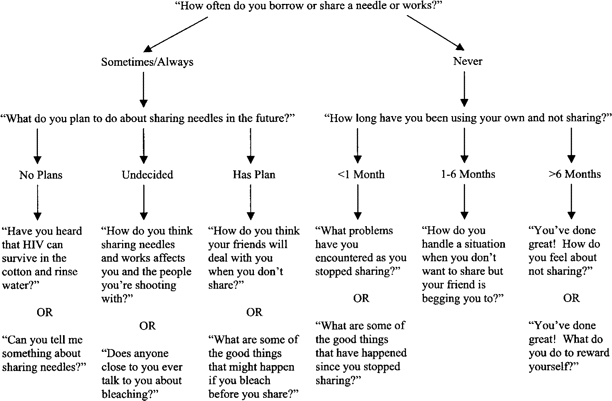 “How often do you borrow or share a needle or works?”
Sometimes/Always
Never
“What do you plan to do about sharing needles in the future?”
“How long have you been using your own and not sharing?”
No Plans
Undecided
Has Plan
<1 Month
1-6 Months
>6 Months
“Have you heard
that HIV can
survive in the
cotton and rinse
water?”
OR
“Can you tell me
something about
sharing needles?”
“How do you think
sharing needles
and works affects
you and the people
you’re shooting
with?”
OR
“Does anyone
close to you ever
talk to you about
bleaching?”
“How do you think
your friends will
deal with you
when you don’t
share?”
OR
“What are some of
the good things
that might happen
if you bleach
before you share?”
“What problems
have you
encountered as you
stopped sharing?”
OR
“What are some of
the good things
that have happened
since you stopped
sharing?”
“How do you
handle a situation
when you don’t
want to share but
your friend is
begging you to?”
“You’ve done
great!  How do
you feel about
not sharing?”
OR
“You’ve done
great!  What do
you do to reward
yourself?”